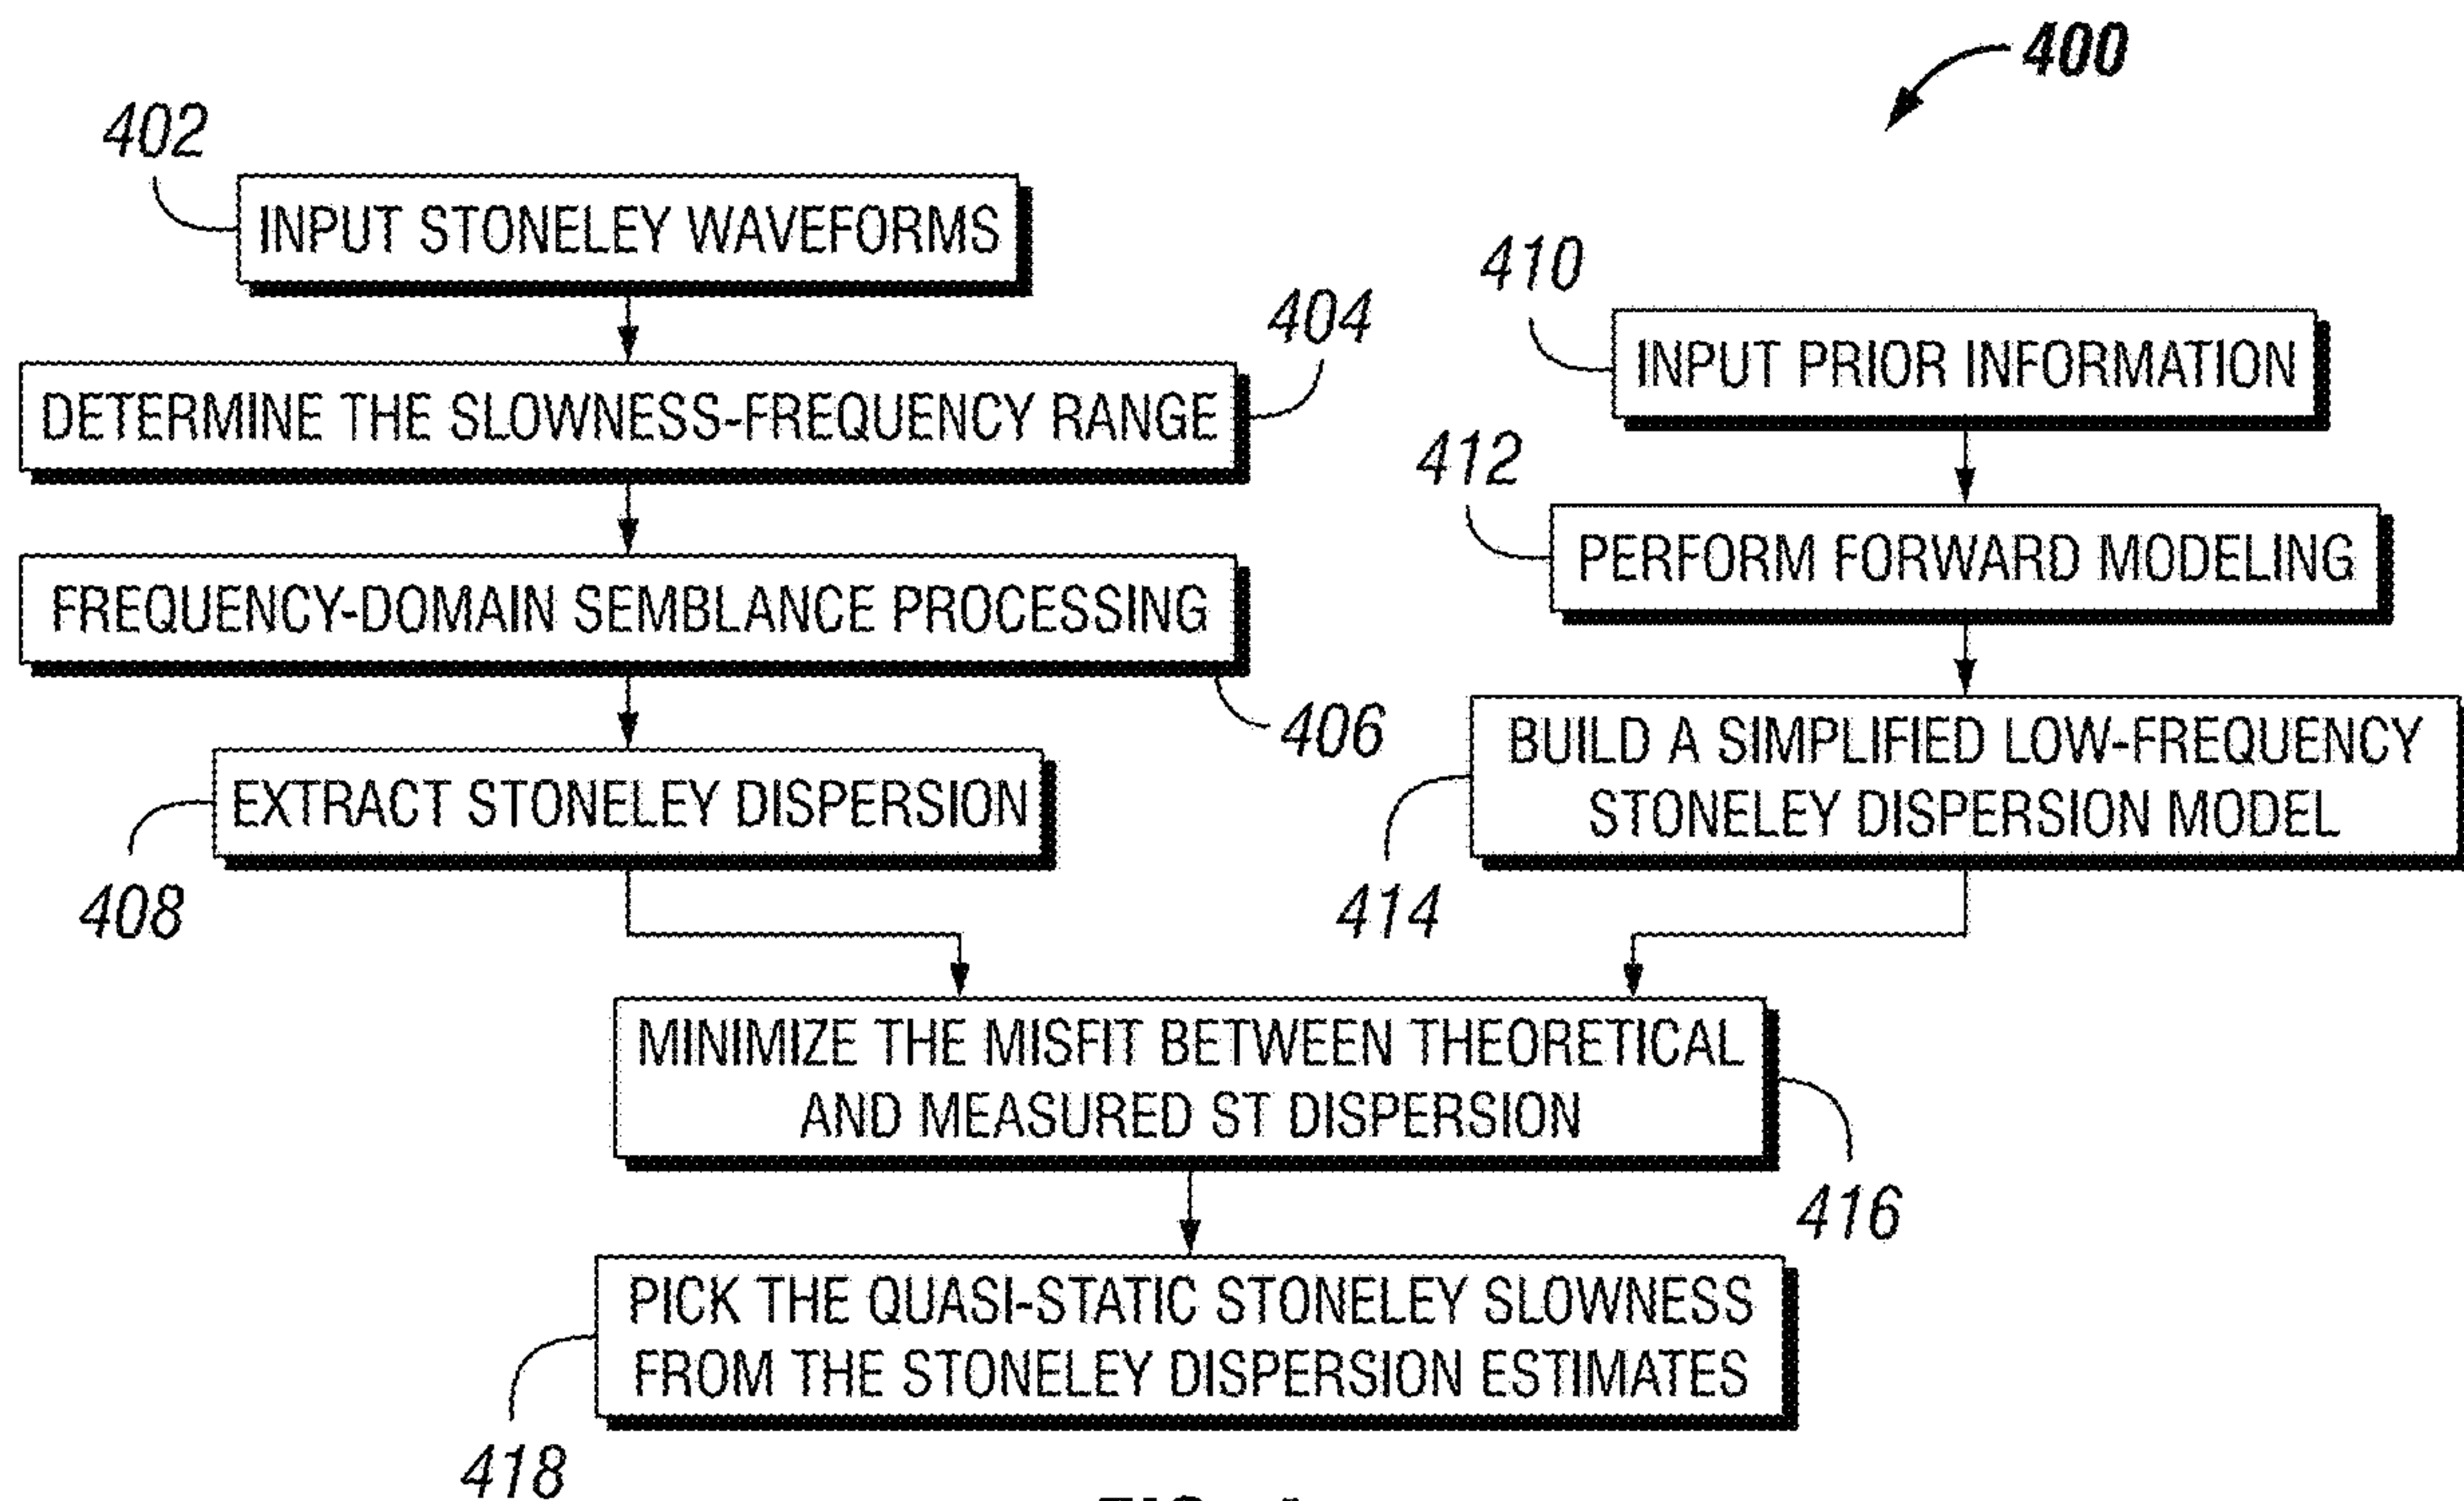 400
402
INPUT STONELEY WAVEFORMS
404
DETERMINE THE SLOWNESS-FREQUENCY RANGE
FREQUENCY-DOMAIN SEMBLANCE PROCESSING
406
EXTRACT STONELEY DISPERSION
408
410
INPUT PRIOR INFORMATION
412
PERFORM FORWARD MODELING
BUILD A SIMPLIFIED LOW-FREQUENCY
STONELEY DISPERSION MODEL
414
MINIMIZE THE MISFIT BETWEEN THEORETICAL
AND MEASURED ST DISPERSION
416
PICK THE QUASI-STATIC STONELEY SLOWNESS
FROM THE STONELEY DISPERSION ESTIMATES
418